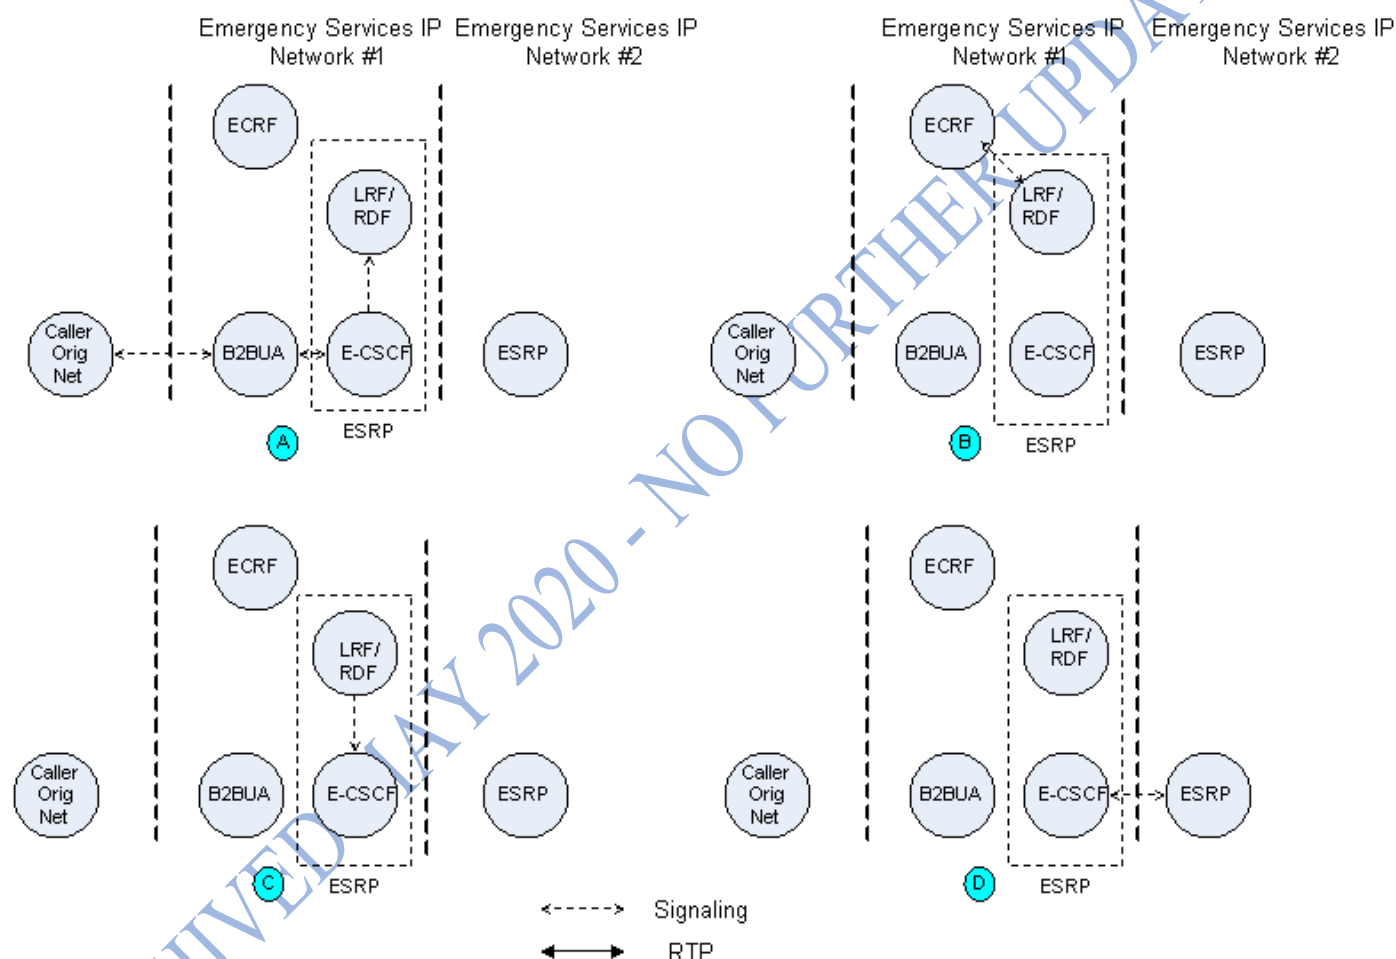 Emergency Services IP
Network #1
Emergency Services IP
Network #2
Emergency Services IP
Network #1
Emergency Services IP
Network #2
ECRF
LRF/
RDF
Caller
Orig
Net
B2BUA
E-CSCF
ESRP
ESRP
A
ECRF
LRF/
RDF
Caller
Orig
Net
B2BUA
E-CSCF
ESRP
ESRP
B
ECRF
LRF/
RDF
Caller
Orig
Net
B2BUA
E-CSCF
ESRP
ESRP
C
ECRF
LRF/
RDF
Caller
Orig
Net
B2BUA
E-CSCF
ESRP
ESRP
D
Signaling
RTP
2020 - NO FURTHER